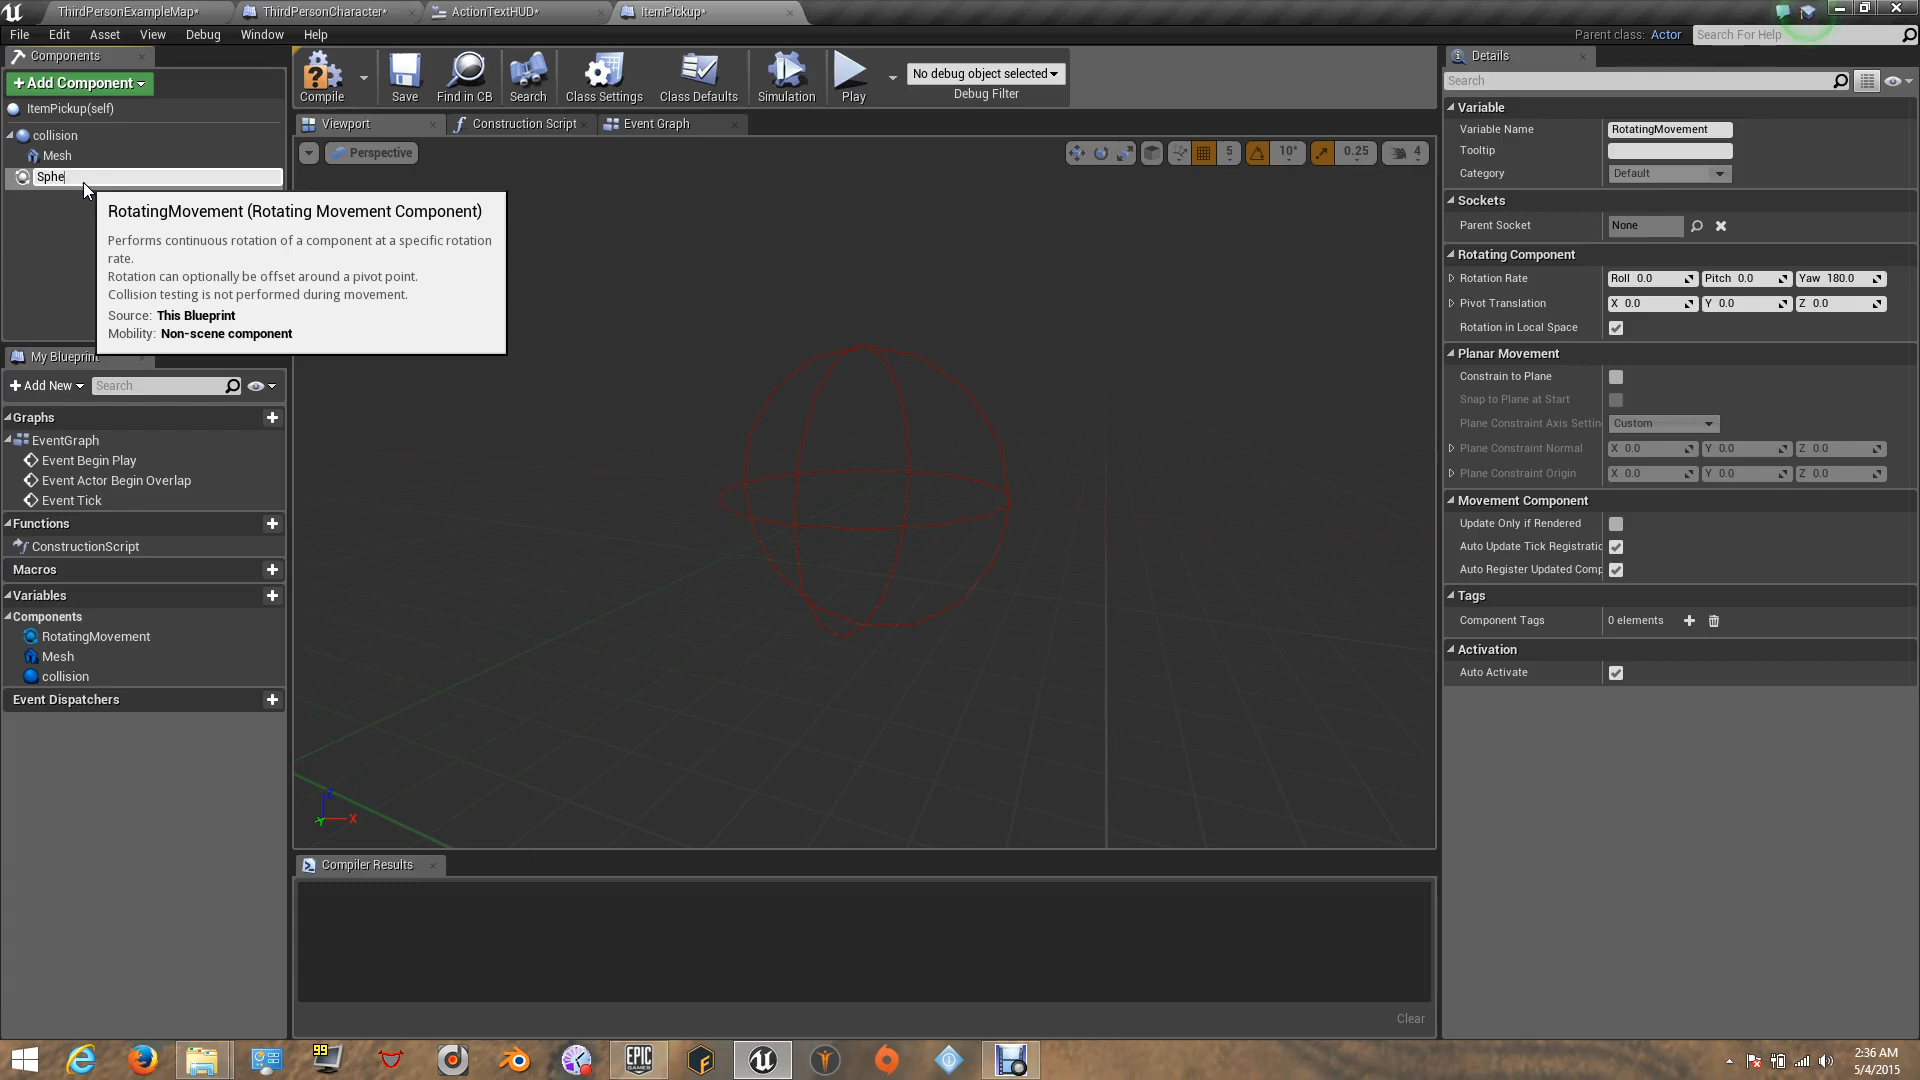 ThirdPersonExampleMap*
ThirdPersonCharacter*
ActionTextHUD*
ItemPickup*
File Edit Asset View Debug Window Help
Parent class: Actor
Search For Help
Components
+ Add Component
ItemPickup(self)
collision
Mesh
Sphe
RotatingMovement (Rotating Movement Component)
Performs continuous rotation of a component at a specific rotation
rate.
Rotation can optionally be offset around a pivot point.
Collision testing is not performed during movement.
Source: This Blueprint
Mobility: Non-scene component
My Blueprint
+ Add New
Search
Graphs
EventGraph
Event Begin Play
Event Actor Begin Overlap
Event Tick
Functions
ConstructionScript
Macros
Variables
Components
RotatingMovement
Mesh
collision
Event Dispatchers
Compile
Save
Find in CB
Search
Class Settings
Class Defaults
Simulation
Play
No debug object selected
Debug Filter
Viewport
Construction Script
Event Graph
Perspective
5
10°
0.25
4
Z
X
Y
Compiler Results
Clear
Details
Search
Variable
Variable Name RotatingMovement
Tooltip
Category Default
Sockets
Parent Socket None
Rotating Component
Rotation Rate Roll 0.0 Pitch 0.0 Yaw 180.0
Pivot Translation X 0.0 Y 0.0 Z 0.0
Rotation in Local Space
Planar Movement
Constrain to Plane
Snap to Plane at Start
Plane Constraint Axis Settin Custom
Plane Constraint Normal X 0.0 Y 0.0 Z 0.0
Plane Constraint Origin X 0.0 Y 0.0 Z 0.0
Movement Component
Update Only if Rendered
Auto Update Tick Registratic
Auto Register Updated Comp
Tags
Component Tags 0 elements
Activation
Auto Activate
99
EPIC
GAMES
2:36 AM
5/4/2015